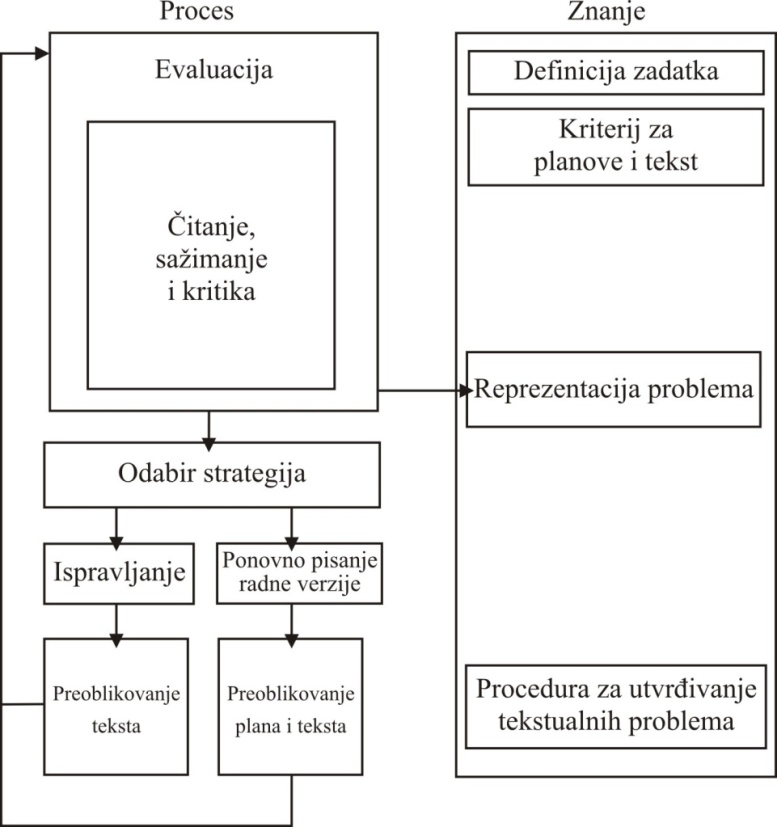 Proces
Evaluacija
Čitanje,
sažimanje
i kritika
Odabir strategija
Ispravljanje
Ponovno pisanje
radne verzije
Preoblikovanje
teksta
Preoblikovanje
plana i teksta
Znanje
Definicija zadatka
Kriterij za
planove i tekst
Reprezentacija problema
Procedura za utvrđivanje
tekstualnih problema